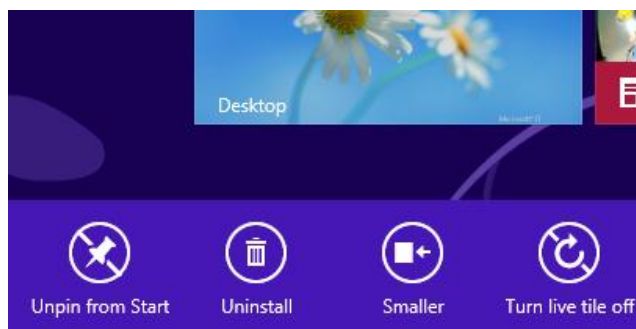 Desktop
Unpin from Start
Uninstall
Smaller
Turn live tile off